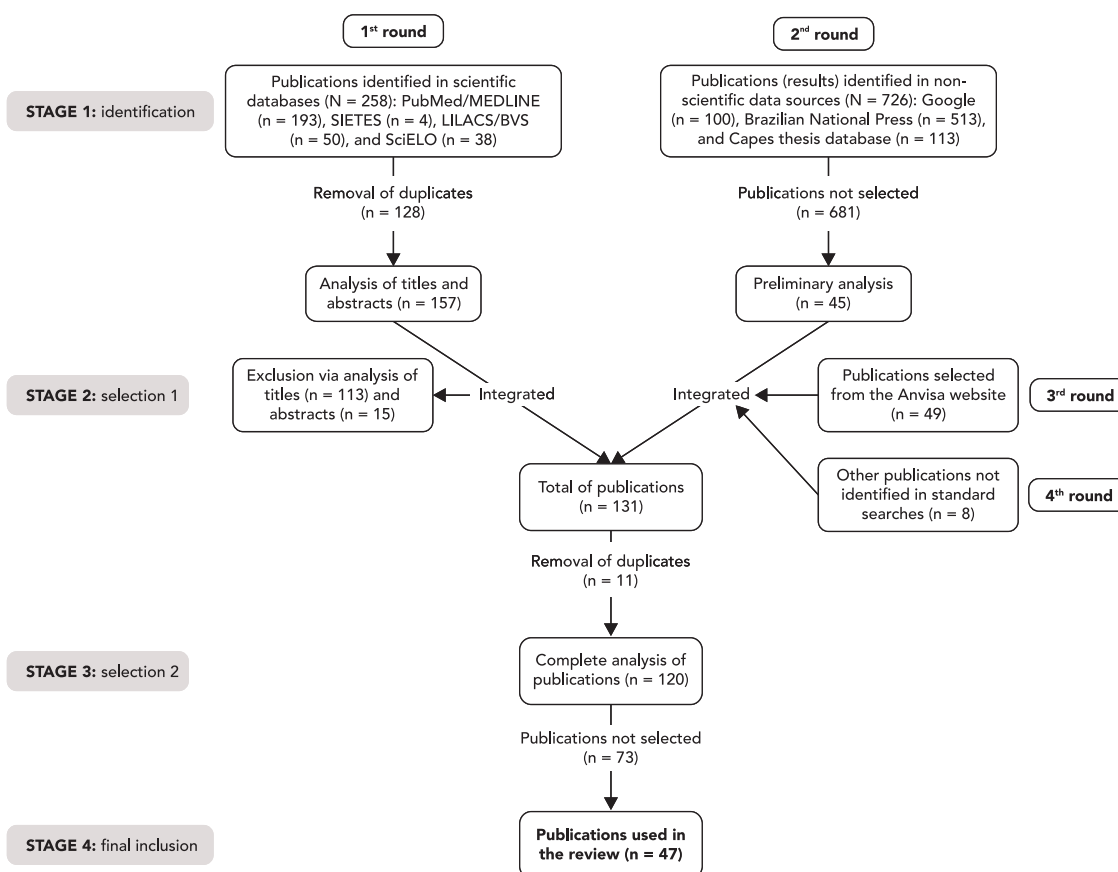 1st round
2nd round
STAGE 1: identification
Publications identified in scientific
databases (N = 258): PubMed/MEDLINE
(n = 193), SIETES (n = 4), LILACS/BVS
(n = 50), and SciELO (n = 38)
Publications (results) identified in non-
scientific data sources (N = 726): Google
(n = 100), Brazilian National Press (n = 513),
and Capes thesis database (n = 113)
Removal of duplicates
(n = 128)
Publications not selected
(n = 681)
Analysis of titles and
abstracts (n = 157)
Preliminary analysis
(n = 45)
STAGE 2: selection 1
Exclusion via analysis of
titles (n = 113) and
abstracts (n = 15)
Integrated
Integrated
Publications selected
from the Anvisa website
(n = 49)
3rd round
Total of publications
(n = 131)
Other publications not
identified in standard
searches (n = 8)
4th round
Removal of duplicates
(n = 11)
STAGE 3: selection 2
Complete analysis of
publications (n = 120)
Publications not selected
(n = 73)
STAGE 4: final inclusion
Publications used in
the review (n = 47)